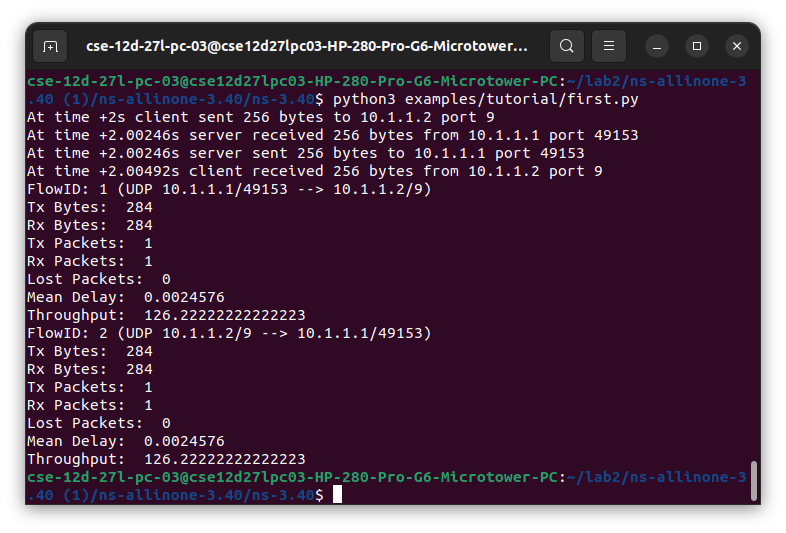 cse-12d-27l-pc-03@cse12d27lpc03-HP-280-Pro-G6-Microtower...
cse-12d-27l-pc-03@cse12d27lpc03-HP-280-Pro-G6-Microtower-PC:~/lab2/ns-allinone-3
.40 (1)/ns-allinone-3.40/ns-3.40$ python3 examples/tutorial/first.py
At time +2s client sent 256 bytes to 10.1.1.2 port 9
At time +2.00246s server received 256 bytes from 10.1.1.1 port 49153
At time +2.00246s server sent 256 bytes to 10.1.1.1 port 49153
At time +2.00492s client received 256 bytes from 10.1.1.2 port 9
FlowID: 1 (UDP 10.1.1.1/49153 --> 10.1.1.2/9)
Tx Bytes:  284
Rx Bytes:  284
Tx Packets:  1
Rx Packets:  1
Lost Packets:  0
Mean Delay:  0.0024576
Throughput:  126.22222222222223
FlowID: 2 (UDP 10.1.1.2/9 --> 10.1.1.1/49153)
Tx Bytes:  284
Rx Bytes:  284
Tx Packets:  1
Rx Packets:  1
Lost Packets:  0
Mean Delay:  0.0024576
Throughput:  126.22222222222223
cse-12d-27l-pc-03@cse12d27lpc03-HP-280-Pro-G6-Microtower-PC:~/lab2/ns-allinone-3
.40 (1)/ns-allinone-3.40/ns-3.40$